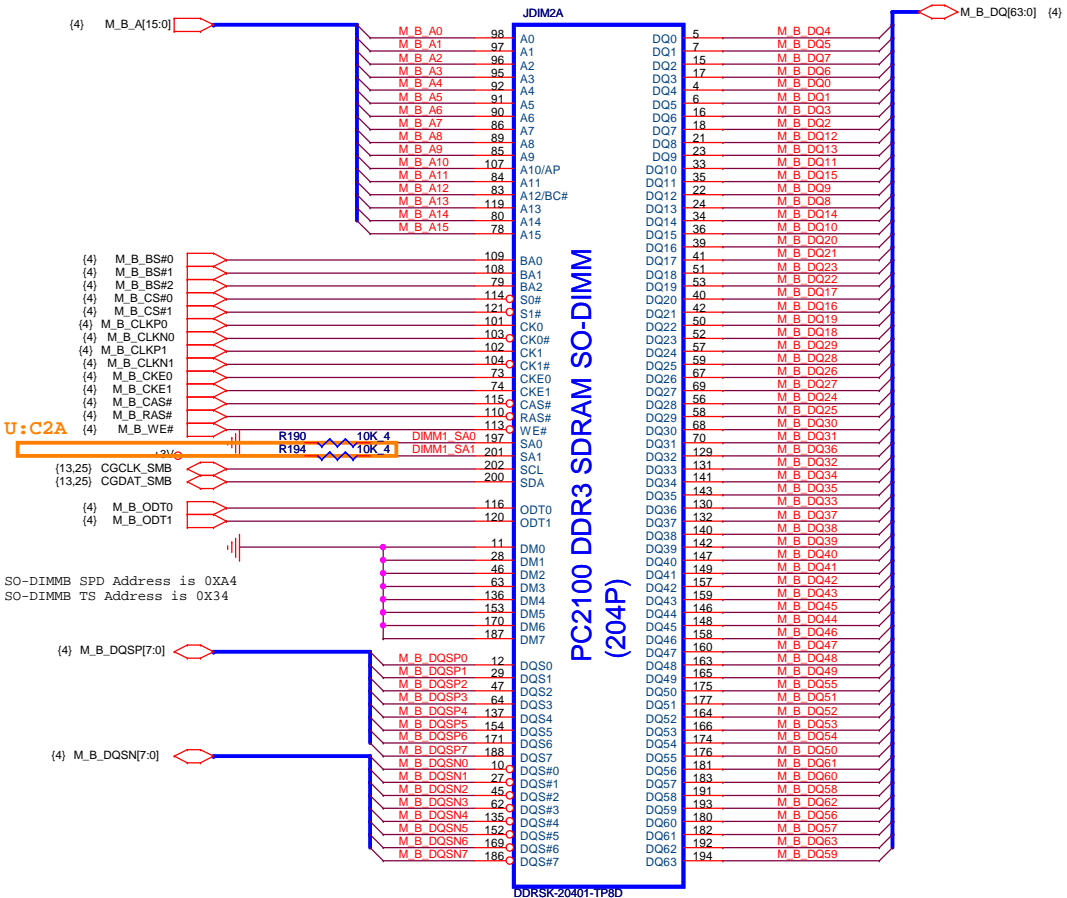 JDIM2A
{4} M_B_A[15:0]
M_B_A0 98 A0
M_B_A1 97 A1
M_B_A2 96 A2
M_B_A3 95 A3
M_B_A4 92 A4
M_B_A5 91 A5
M_B_A6 90 A6
M_B_A7 86 A7
M_B_A8 89 A8
M_B_A9 85 A9
M_B_A10 107 A10/AP
M_B_A11 84 A11
M_B_A12 83 A12/BC#
M_B_A13 119 A13
M_B_A14 80 A14
M_B_A15 78 A15
{4} M_B_BS#0 109 BA0
{4} M_B_BS#1 108 BA1
{4} M_B_BS#2 79 BA2
{4} M_B_CS#0 114 S0#
{4} M_B_CS#1 121 S1#
{4} M_B_CLKP0 101 CK0
{4} M_B_CLKN0 103 CK0#
{4} M_B_CLKP1 102 CK1
{4} M_B_CLKN1 104 CK1#
{4} M_B_CKE0 73 CKE0
{4} M_B_CKE1 74 CKE1
{4} M_B_CAS# 115 CAS#
{4} M_B_RAS# 110 RAS#
{4} M_B_WE# 113 WE#
U:C2A
R190 10K_4 DIMM1_SA0 197 SA0
+3V R194 10K_4 DIMM1_SA1 201 SA1
{13,25} CGCLK_SMB 202 SCL
{13,25} CGDAT_SMB 200 SDA
{4} M_B_ODT0 116 ODT0
{4} M_B_ODT1 120 ODT1
11 DM0
28 DM1
46 DM2
63 DM3
136 DM4
153 DM5
170 DM6
187 DM7
SO-DIMMB SPD Address is 0XA4
SO-DIMMB TS Address is 0X34
{4} M_B_DQSP[7:0]
M_B_DQSP0 12 DQS0
M_B_DQSP1 29 DQS1
M_B_DQSP2 47 DQS2
M_B_DQSP3 64 DQS3
M_B_DQSP4 137 DQS4
M_B_DQSP5 154 DQS5
M_B_DQSP6 171 DQS6
M_B_DQSP7 188 DQS7
{4} M_B_DQSN[7:0]
M_B_DQSN0 10 DQS#0
M_B_DQSN1 27 DQS#1
M_B_DQSN2 45 DQS#2
M_B_DQSN3 62 DQS#3
M_B_DQSN4 135 DQS#4
M_B_DQSN5 152 DQS#5
M_B_DQSN6 169 DQS#6
M_B_DQSN7 186 DQS#7
PC2100 DDR3 SDRAM SO-DIMM
(204P)
M_B_DQ[63:0] {4}
DQ0 5 M_B_DQ4
DQ1 7 M_B_DQ5
DQ2 15 M_B_DQ7
DQ3 17 M_B_DQ6
DQ4 4 M_B_DQ0
DQ5 6 M_B_DQ1
DQ6 16 M_B_DQ3
DQ7 18 M_B_DQ2
DQ8 21 M_B_DQ12
DQ9 23 M_B_DQ13
DQ10 33 M_B_DQ11
DQ11 35 M_B_DQ15
DQ12 22 M_B_DQ9
DQ13 24 M_B_DQ8
DQ14 34 M_B_DQ14
DQ15 36 M_B_DQ10
DQ16 39 M_B_DQ20
DQ17 41 M_B_DQ21
DQ18 51 M_B_DQ23
DQ19 53 M_B_DQ22
DQ20 40 M_B_DQ17
DQ21 42 M_B_DQ16
DQ22 50 M_B_DQ19
DQ23 52 M_B_DQ18
DQ24 57 M_B_DQ29
DQ25 59 M_B_DQ28
DQ26 67 M_B_DQ26
DQ27 69 M_B_DQ27
DQ28 56 M_B_DQ24
DQ29 58 M_B_DQ25
DQ30 68 M_B_DQ30
DQ31 70 M_B_DQ31
DQ32 129 M_B_DQ36
DQ33 131 M_B_DQ32
DQ34 141 M_B_DQ34
DQ35 143 M_B_DQ35
DQ36 130 M_B_DQ33
DQ37 132 M_B_DQ37
DQ38 140 M_B_DQ38
DQ39 142 M_B_DQ39
DQ40 147 M_B_DQ40
DQ41 149 M_B_DQ41
DQ42 157 M_B_DQ42
DQ43 159 M_B_DQ43
DQ44 146 M_B_DQ45
DQ45 148 M_B_DQ44
DQ46 158 M_B_DQ46
DQ47 160 M_B_DQ47
DQ48 163 M_B_DQ48
DQ49 165 M_B_DQ49
DQ50 175 M_B_DQ55
DQ51 177 M_B_DQ51
DQ52 164 M_B_DQ52
DQ53 166 M_B_DQ53
DQ54 174 M_B_DQ54
DQ55 176 M_B_DQ50
DQ56 181 M_B_DQ61
DQ57 183 M_B_DQ60
DQ58 191 M_B_DQ58
DQ59 193 M_B_DQ62
DQ60 180 M_B_DQ56
DQ61 182 M_B_DQ57
DQ62 192 M_B_DQ63
DQ63 194 M_B_DQ59
DDRSK-20401-TP8D